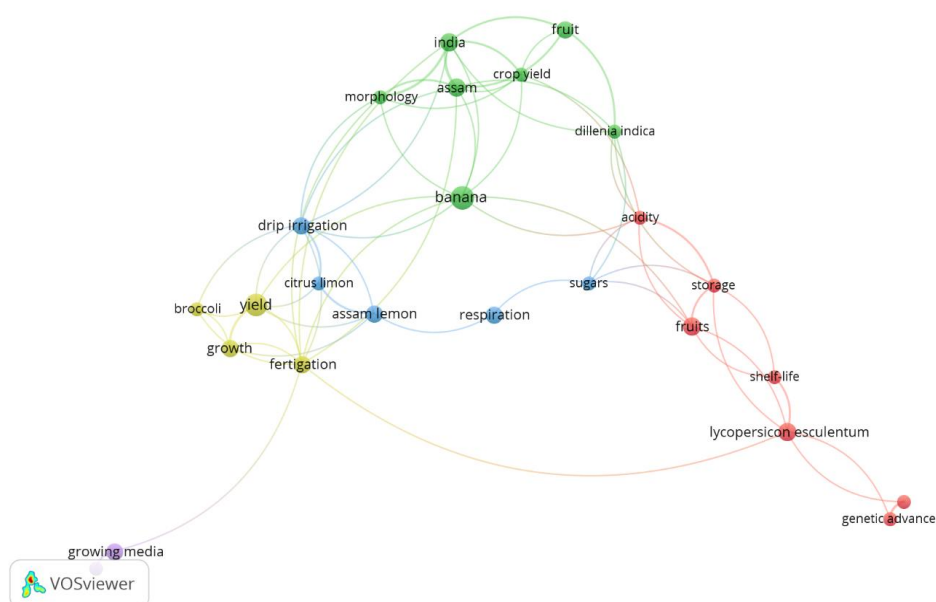 fruit
india
crop yield
assam
morphology
dillenia indica
banana
acidity
drip irrigation
citrus limon
sugars
storage
broccoli
yield
assam lemon
respiration
fruits
growth
fertigation
shelf-life
lycopersicon esculentum
genetic advance
growing media
VOSviewer